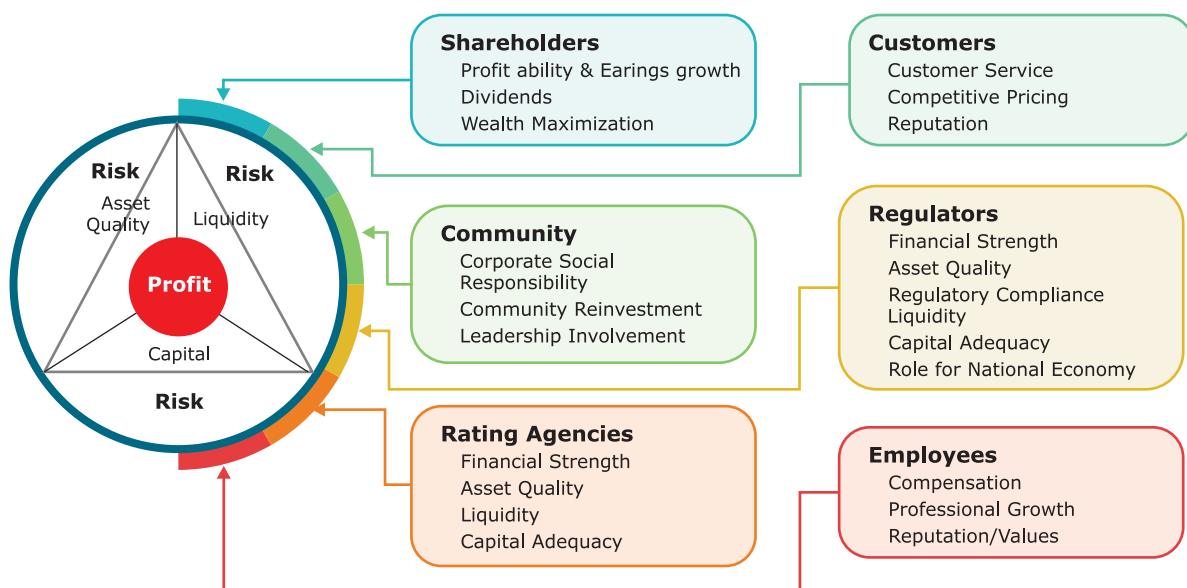 Risk
Risk
Asset
Quality
Liquidity
Profit
Capital
Risk
Shareholders
Profit ability & Earings growth
Dividends
Wealth Maximization
Customers
Customer Service
Competitive Pricing
Reputation
Community
Corporate Social
Responsibility
Community Reinvestment
Leadership Involvement
Regulators
Financial Strength
Asset Quality
Regulatory Compliance
Liquidity
Capital Adequacy
Role for National Economy
Rating Agencies
Financial Strength
Asset Quality
Liquidity
Capital Adequacy
Employees
Compensation
Professional Growth
Reputation/Values